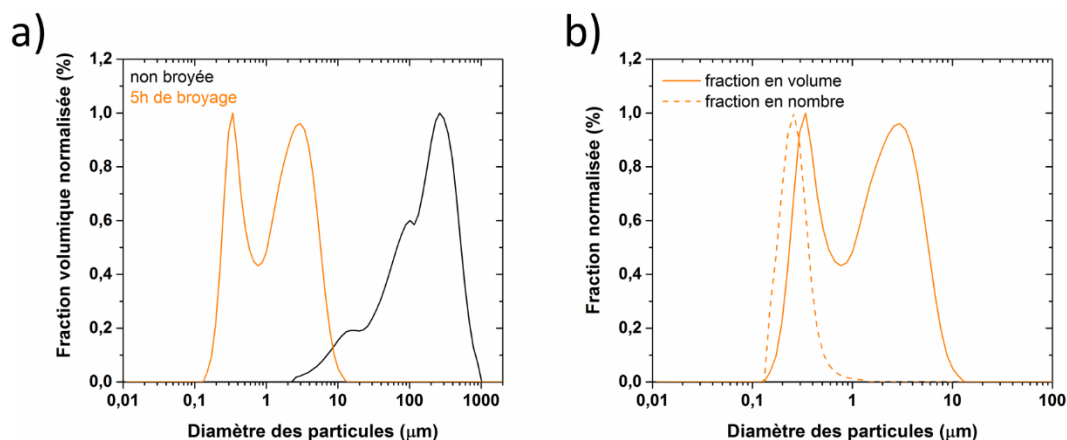 a)
Fraction volumique normalisée (%)
1,2
1,0
0,8
0,6
0,4
0,2
0,0
non broyée
5h de broyage
0,01 0,1 1 10 100 1000
Diamètre des particules (μm)
b)
Fraction normalisée (%)
1,2
1,0
0,8
0,6
0,4
0,2
0,0
fraction en volume
fraction en nombre
0,01 0,1 1 10 100
Diamètre des particules (μm)